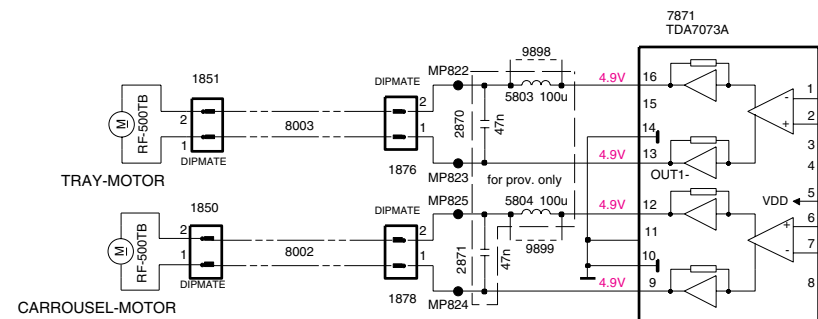 7871
TDA7073A
9898
1851
DIPMATE
MP822
4.9V
16
1
5803 100u
15
2
M
RF-500TB
2
1
8003
2
1
2870
47n
14
-
+
2
3
DIPMATE
1876
MP823
4.9V
13
OUT1-
4
TRAY-MOTOR
for prov. only
1850
DIPMATE
MP825
5804 100u
4.9V
12
VDD
5
6
M
RF-500TB
2
1
8002
2
1
2871
47n
9899
11
+
-
7
10
DIPMATE
1878
MP824
4.9V
9
8
CARROUSEL-MOTOR